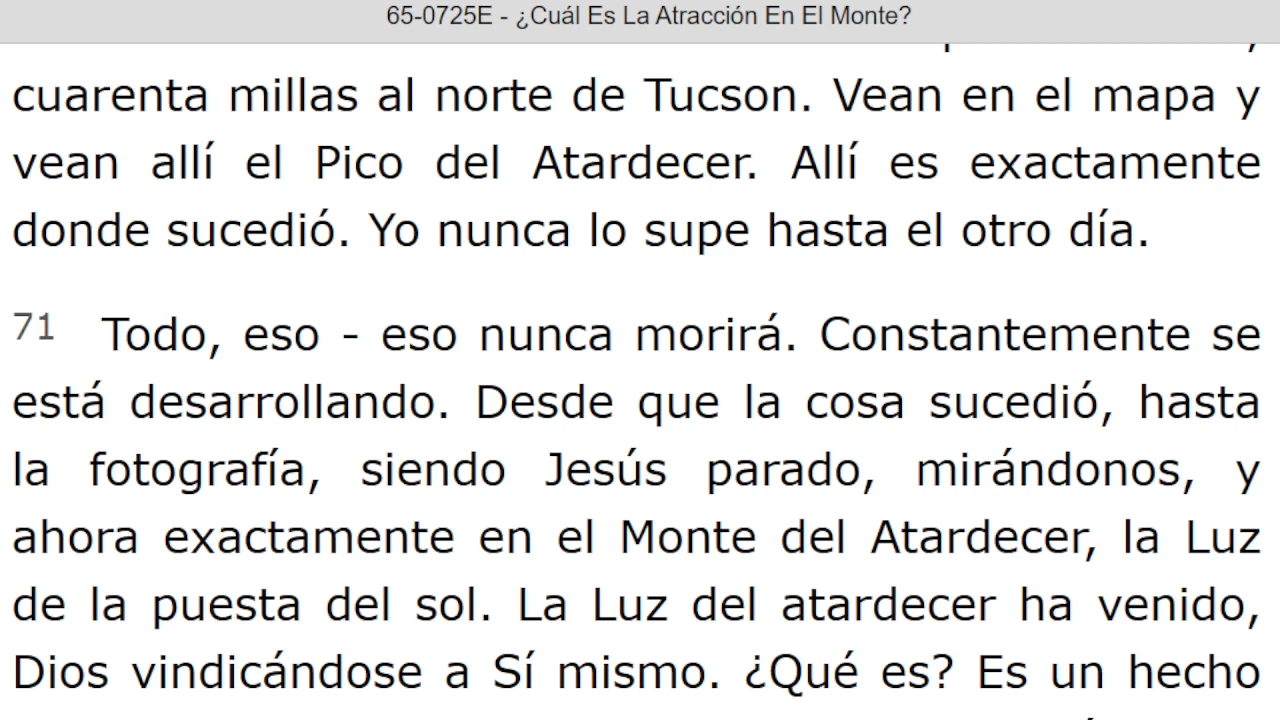 65-0725E - ¿Cuál Es La Atracción En El Monte?
cuarenta millas al norte de Tucson. Vean en el mapa y
vean allí el Pico del Atardecer. Allí es exactamente
donde sucedió. Yo nunca lo supe hasta el otro día.
71 Todo, eso - eso nunca morirá. Constantemente se
está desarrollando. Desde que la cosa sucedió, hasta
la fotografía, siendo Jesús parado, mirándonos, y
ahora exactamente en el Monte del Atardecer, la Luz
de la puesta del sol. La Luz del atardecer ha venido,
Dios vindicándose a Sí mismo. ¿Qué es? Es un hecho